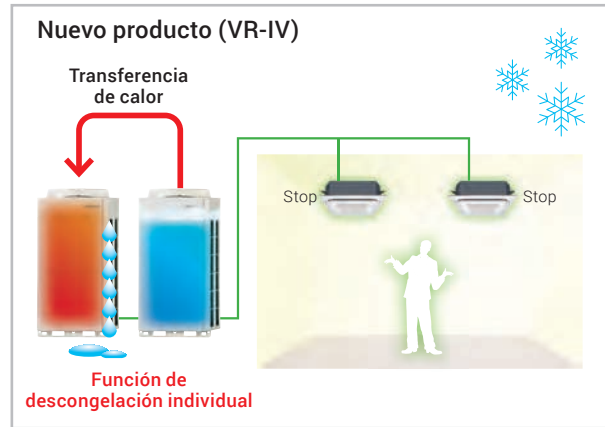 Nuevo producto (VR-IV)
Transferencia
de calor
Stop
Stop
Función de
descongelación individual